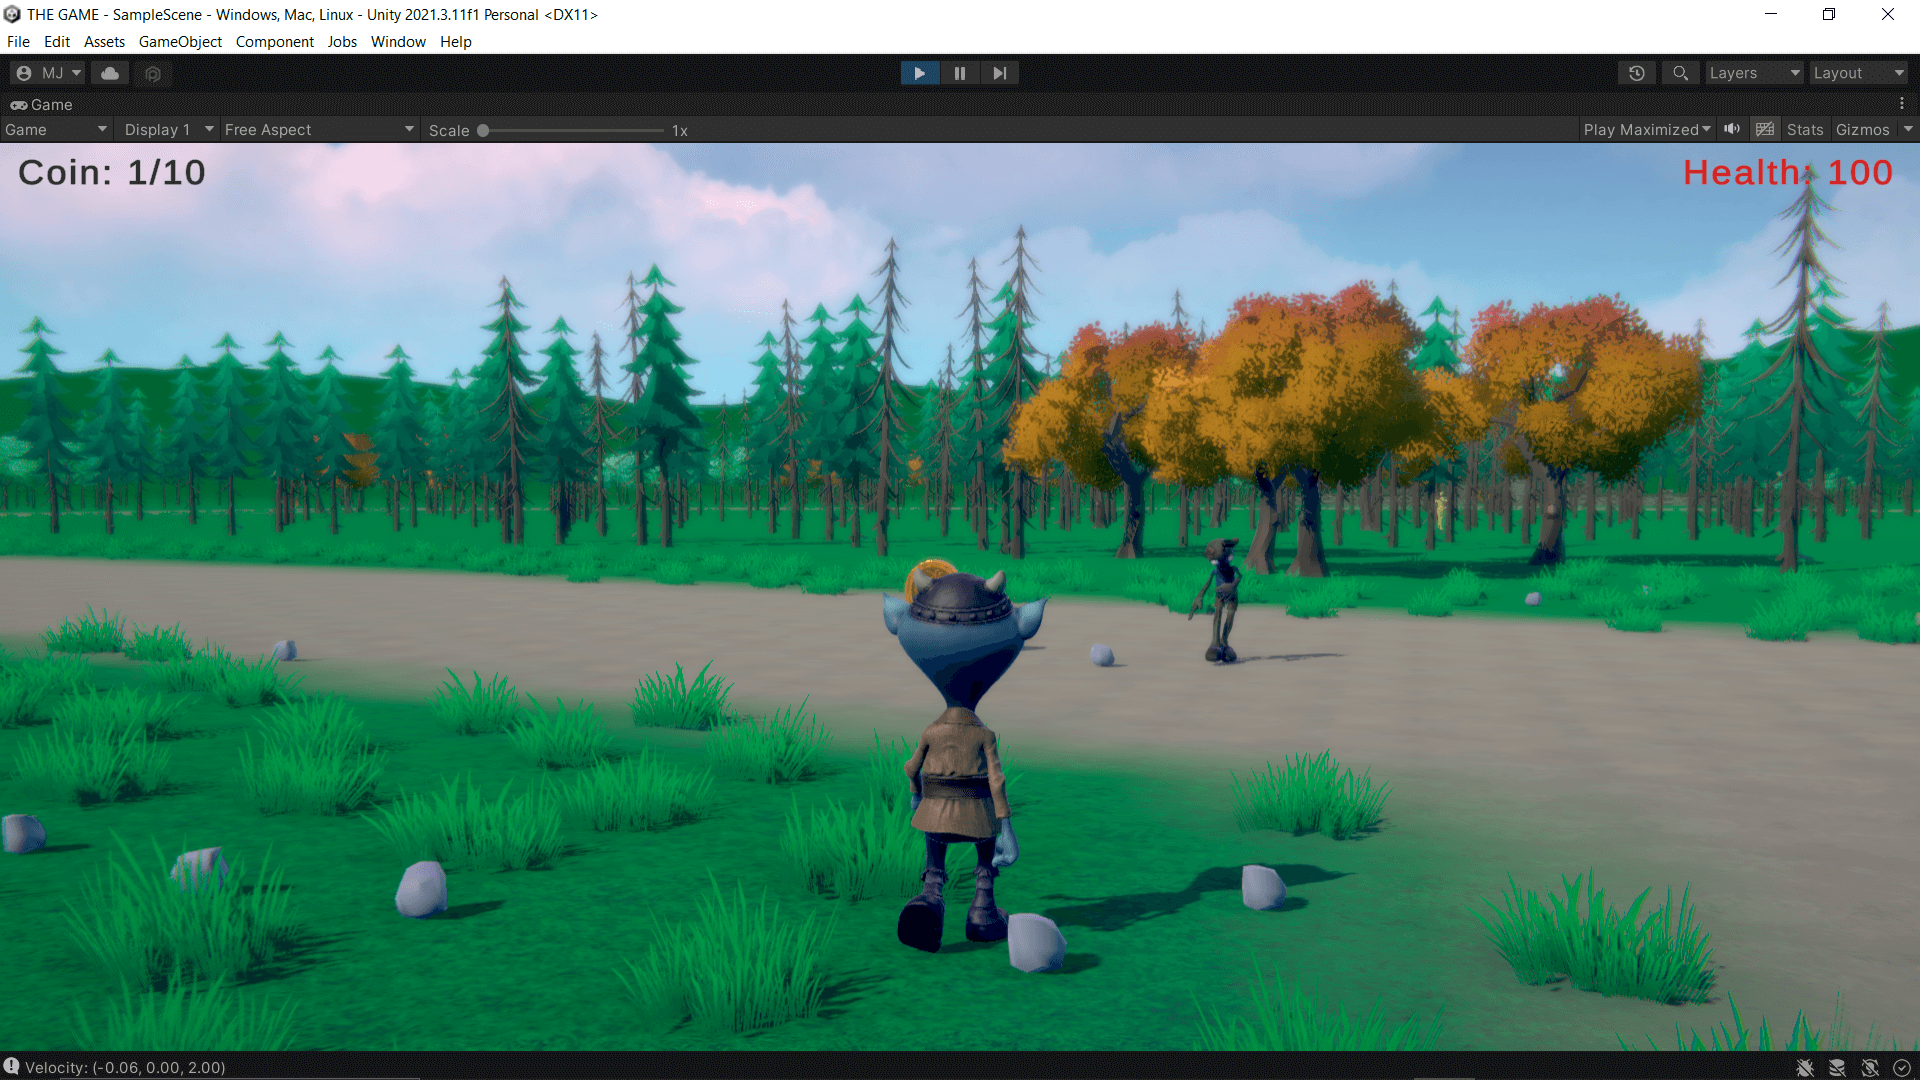 THE GAME - SampleScene - Windows, Mac, Linux - Unity 2021.3.11f1 Personal <DX11>
File Edit Assets GameObject Component Jobs Window Help
MJ Layers Layout
Game
Game Display 1 Free Aspect Scale 1x Play Maximized Stats Gizmos
Coin: 1/10 Health: 100
Velocity: (-0.06, 0.00, 2.00)